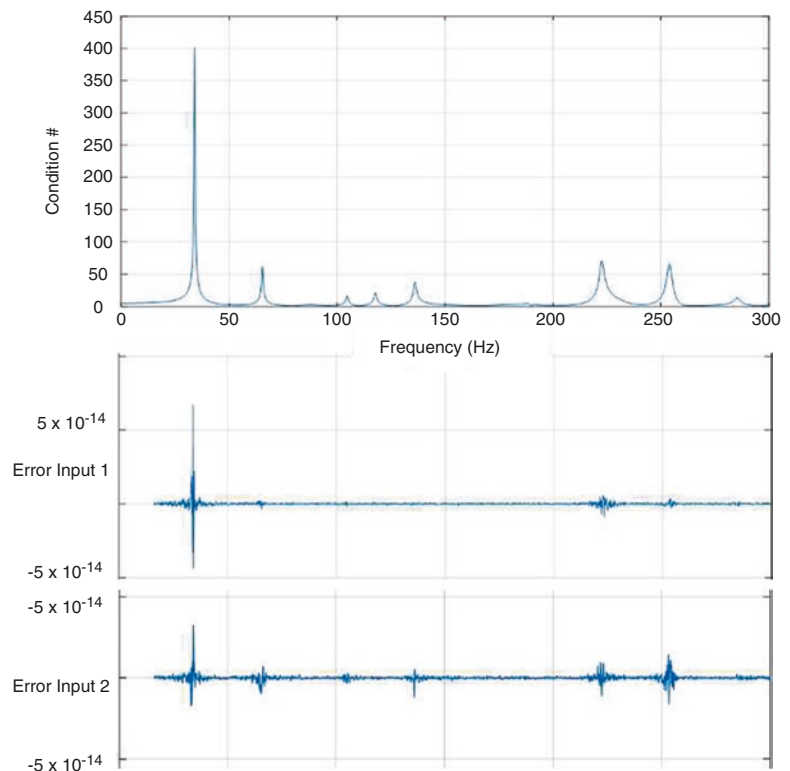 450
400
350
300
250
200
150
100
50
0
Condition #
0 50 100 150 200 250 300
Frequency (Hz)
5 x 10-14
Error Input 1
-5 x 10-14
-5 x 10-14
Error Input 2
-5 x 10-14